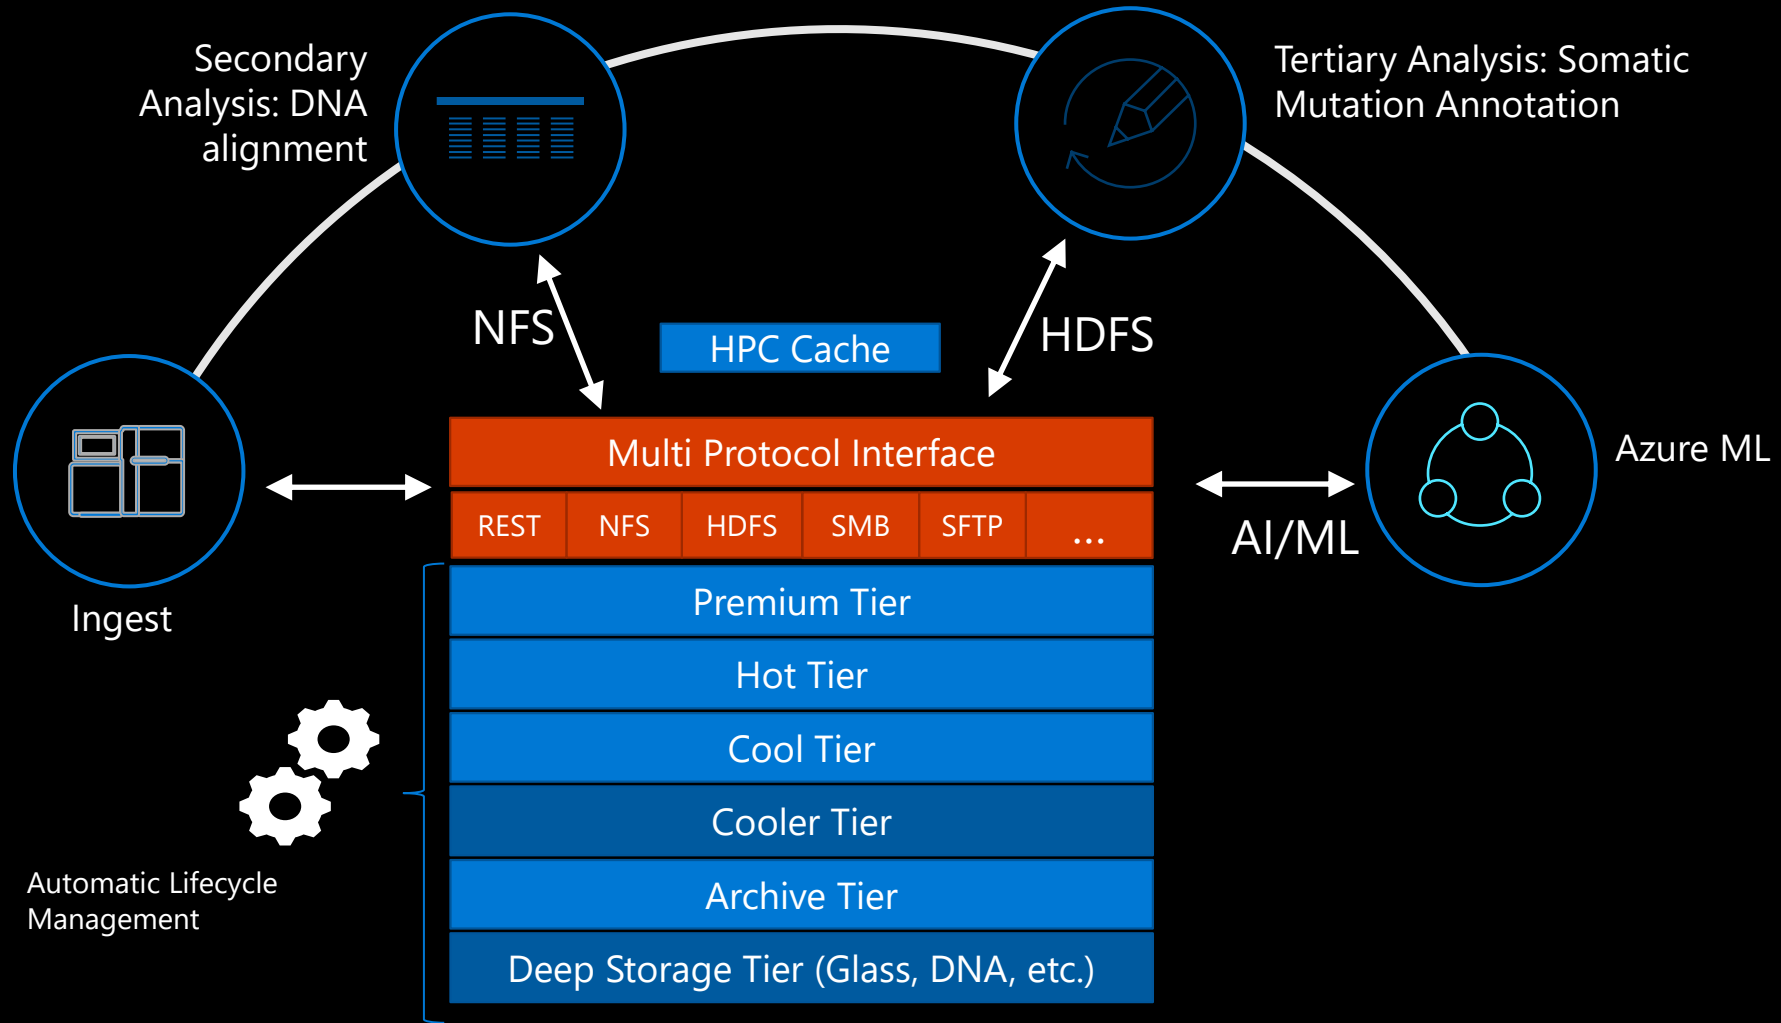 Secondary
Analysis: DNA
alignment
Tertiary Analysis: Somatic
Mutation Annotation
NFS
HPC Cache
HDFS
Multi Protocol Interface
REST
NFS
HDFS
SMB
SFTP
...
Azure ML
AI/ML
Ingest
Premium Tier
Hot Tier
Cool Tier
Cooler Tier
Archive Tier
Deep Storage Tier (Glass, DNA, etc.)
Automatic Lifecycle
Management